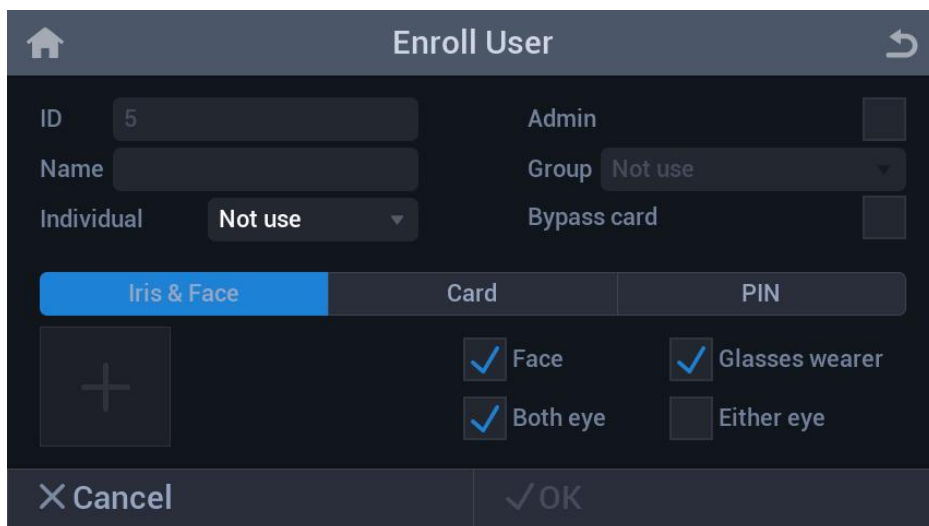 Enroll User
ID 5 Admin
Name Group Not use
Individual Not use Bypass card
Iris & Face Card PIN
Face Glasses wearer
Both eye Either eye
Cancel OK